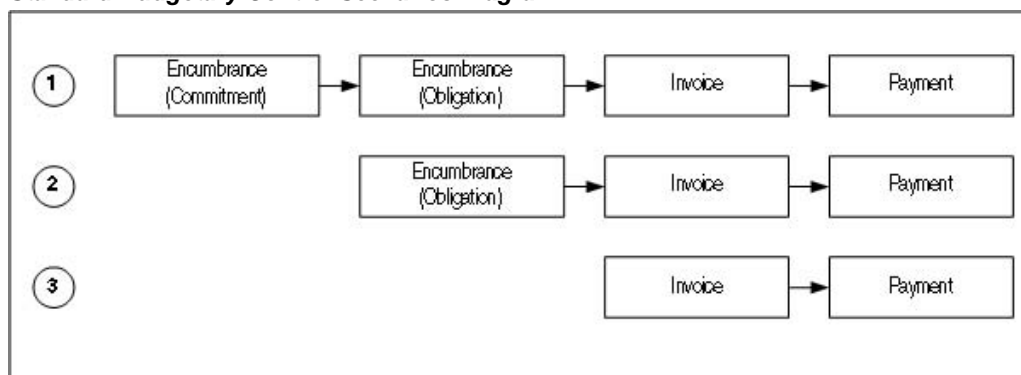 Standard Budgetary Control Scenarios Diagram
1
Encumbrance
(Commitment)
Encumbrance
(Obligation)
Invoice
Payment
2
Encumbrance
(Obligation)
Invoice
Payment
3
Invoice
Payment